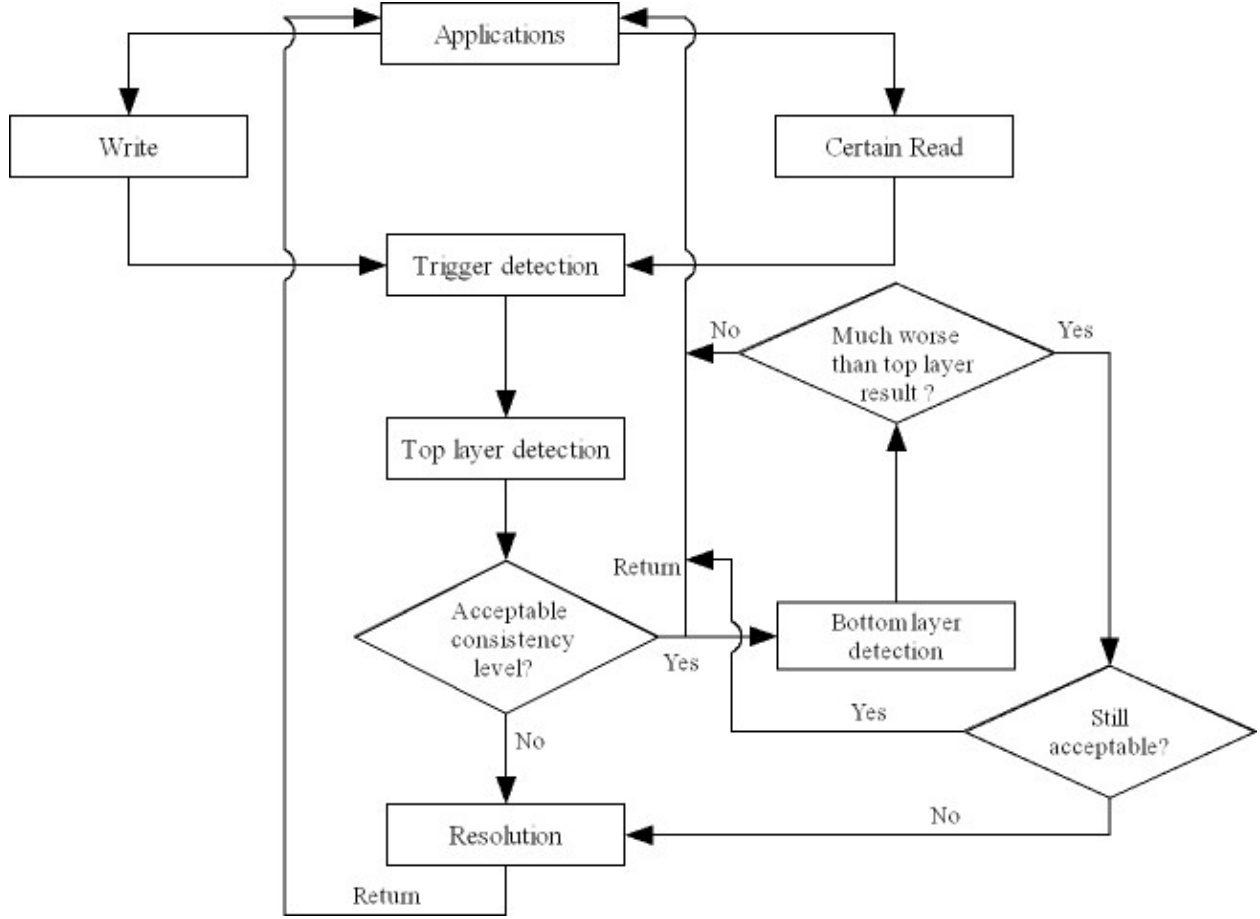 Applications
Write
Certain Read
Trigger detection
No
Much worse
than top layer
result ?
Yes
Top layer detection
Return
Acceptable
consistency
level?
Yes
Bottom layer
detection
Yes
Still
acceptable?
No
Resolution
No
Return